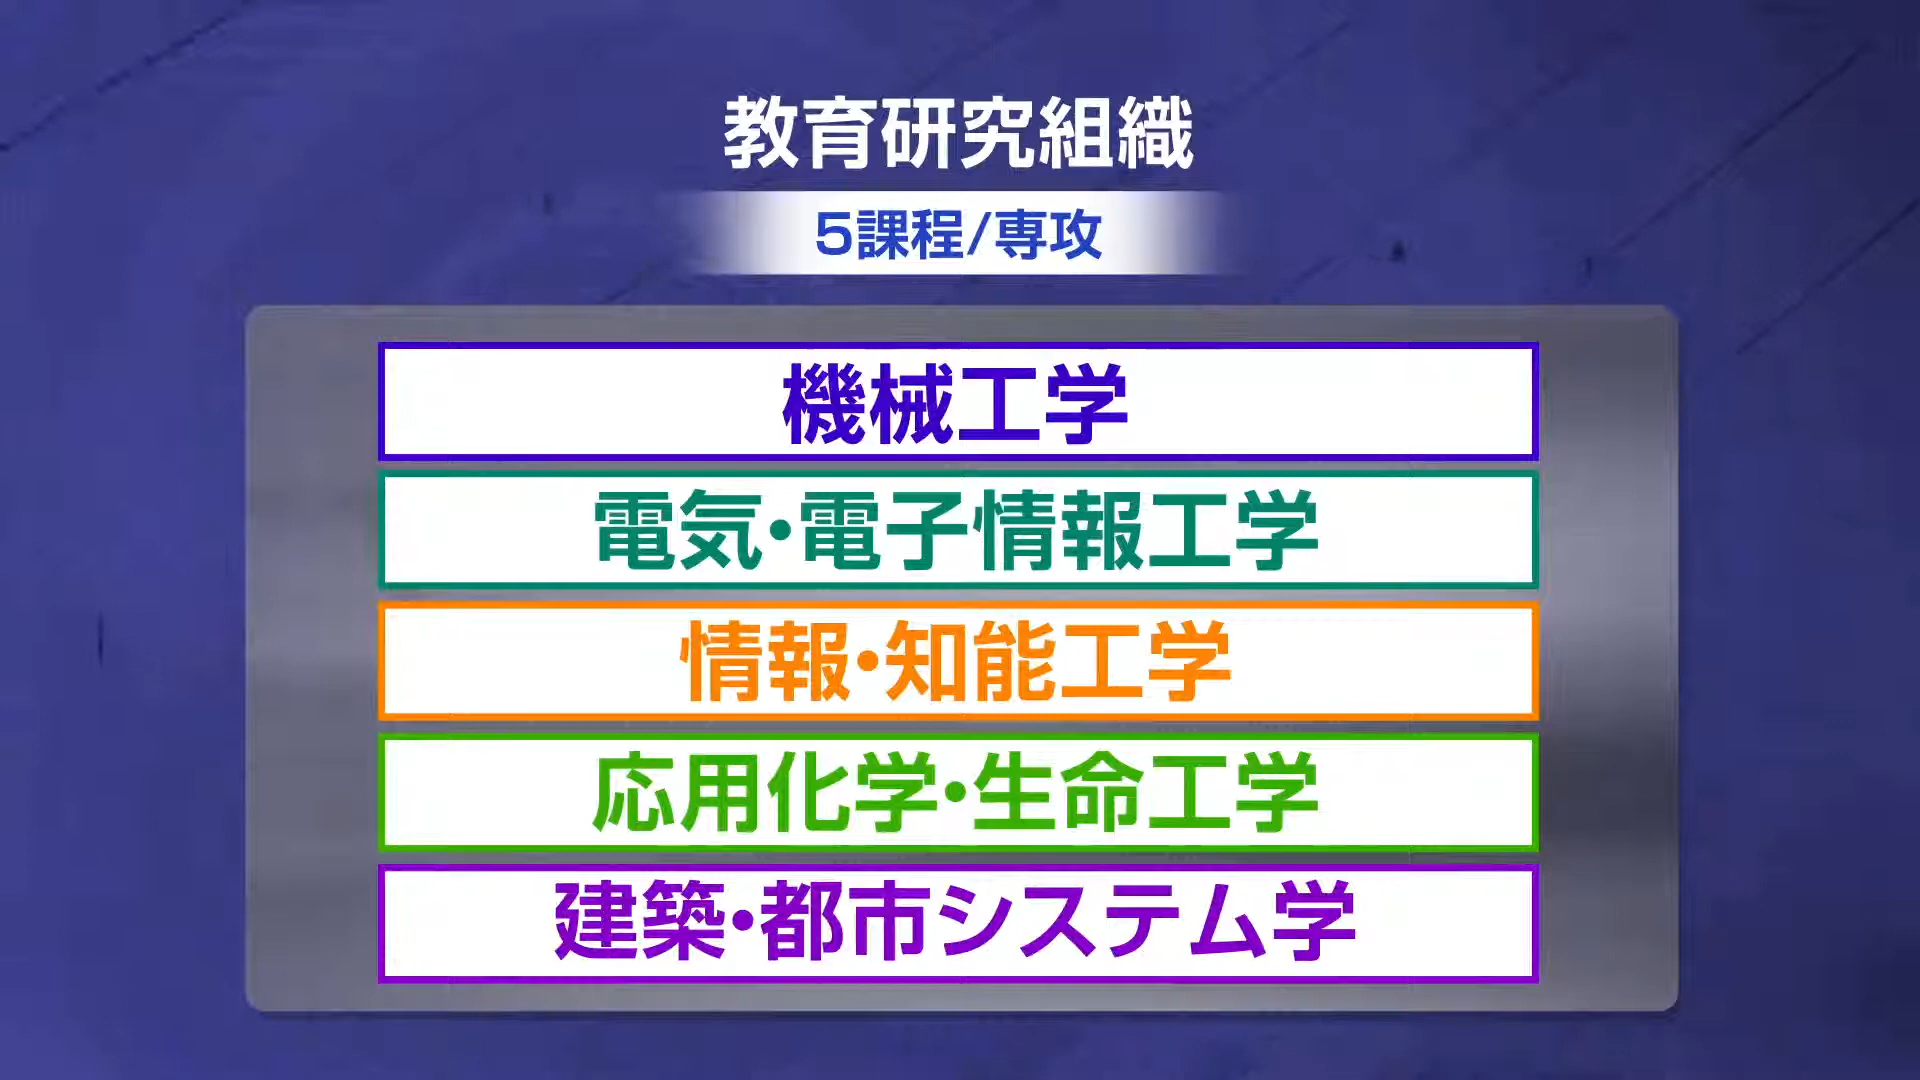 教育研究組織
5課程/専攻
機械工学
電気・電子情報工学
情報・知能工学
応用化学・生命工学
建築・都市システム学